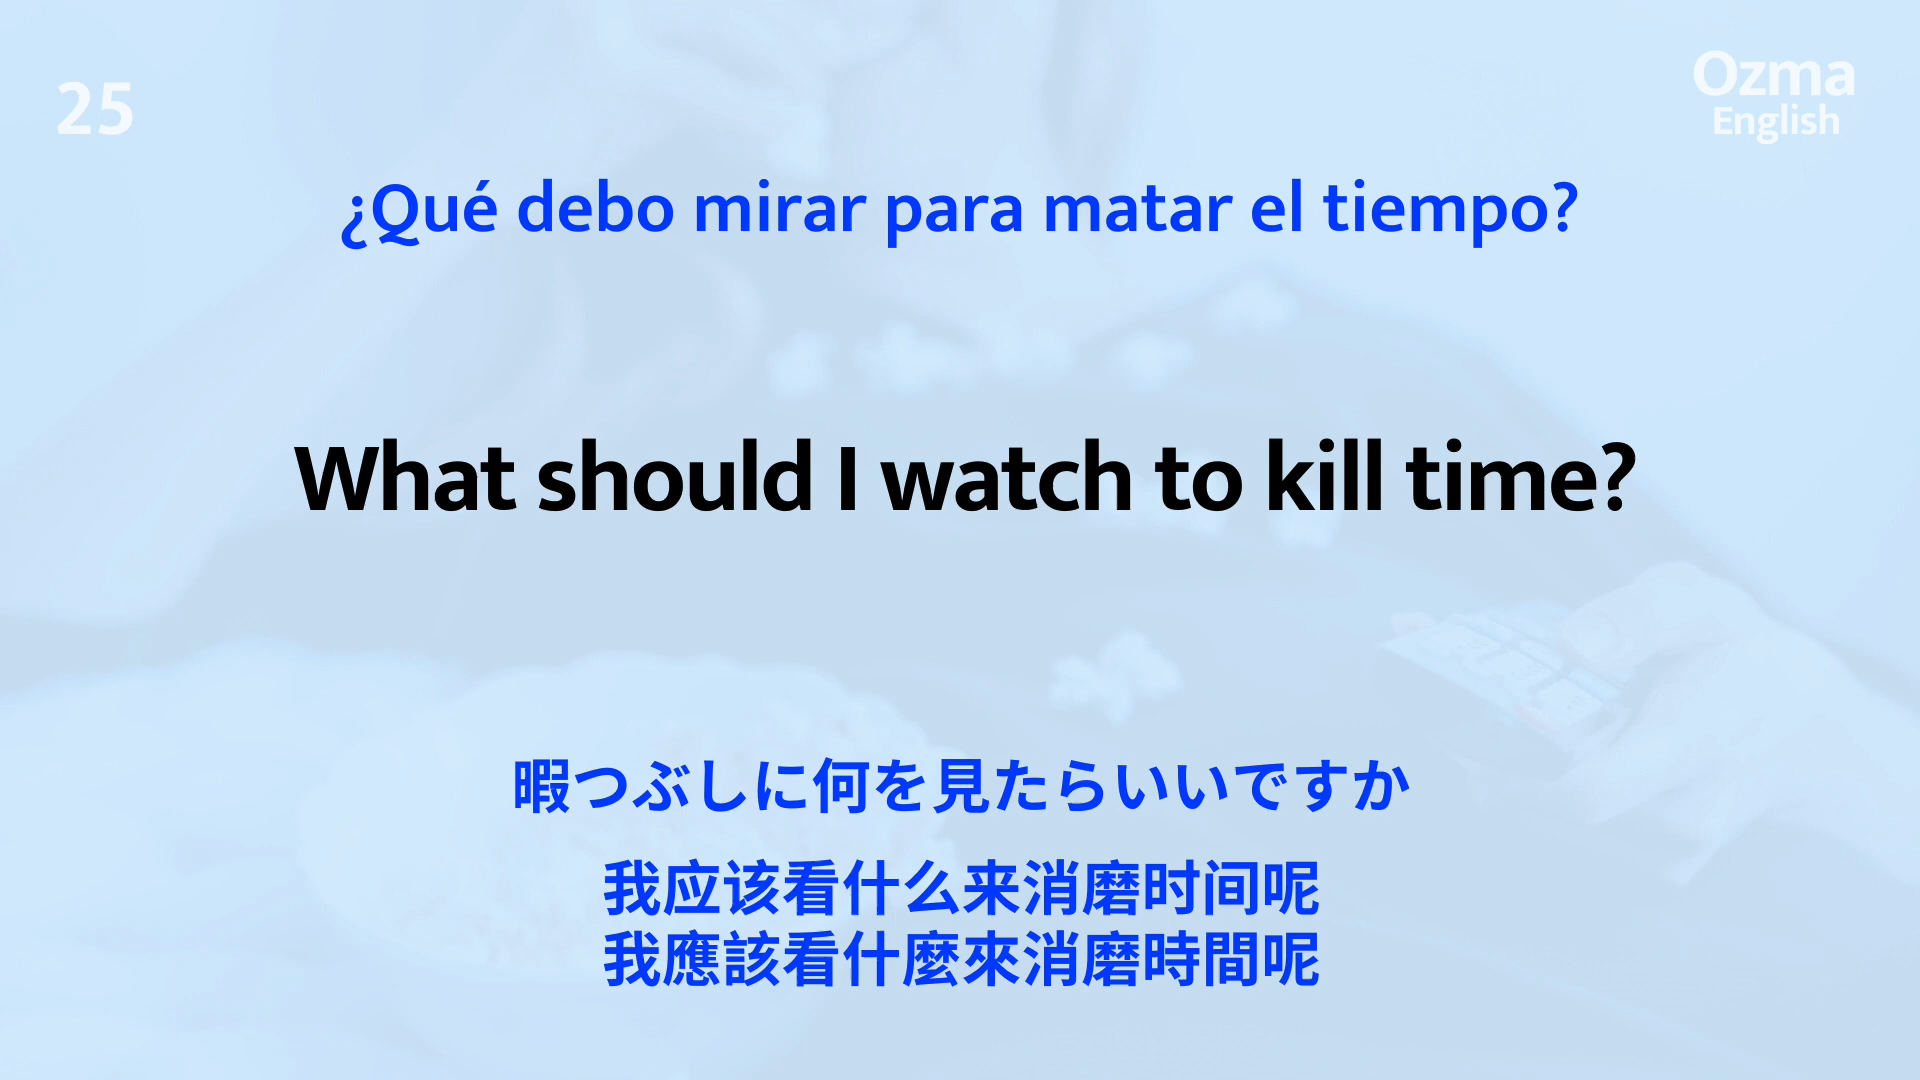 25
Ozma
English
¿Qué debo mirar para matar el tiempo?
What should I watch to kill time?
暇つぶしに何を見たらいいですか
我应该看什么来消磨时间呢
我應該看什麼來消磨時間呢